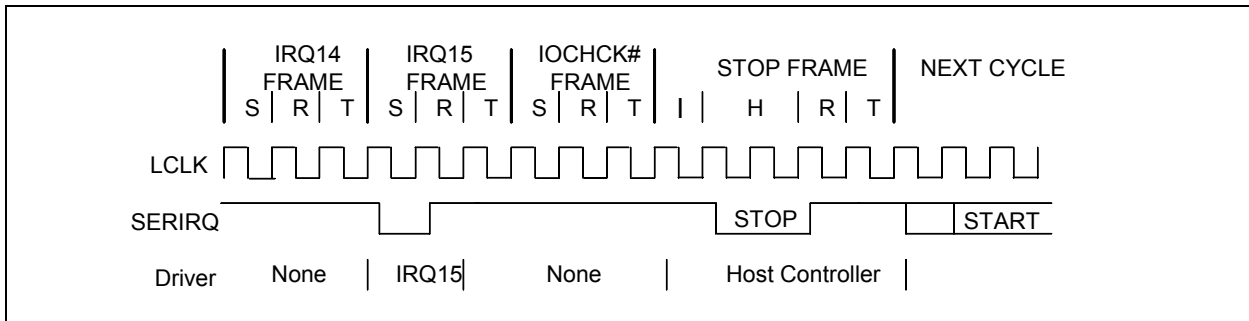 IRQ14 FRAME IRQ15 FRAME IOCHCK# FRAME STOP FRAME NEXT CYCLE
S R T S R T S R T I H R T
LCLK
SERIRQ STOP START
Driver None IRQ15 None Host Controller